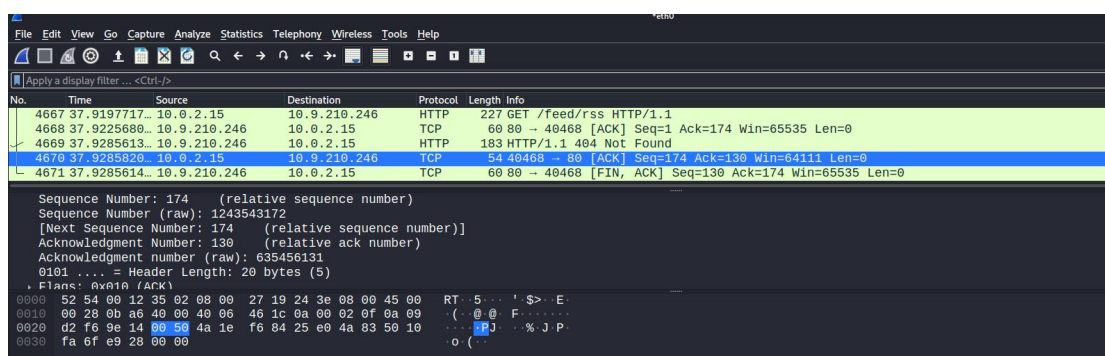 *eth0
File Edit View Go Capture Analyze Statistics Telephony Wireless Tools Help
Apply a display filter ... <Ctrl-/>
No. Time Source Destination Protocol Length Info
4667 37.9197717… 10.0.2.15 10.9.210.246 HTTP 227 GET /feed/rss HTTP/1.1
4668 37.9225680… 10.9.210.246 10.0.2.15 TCP 60 80 → 40468 [ACK] Seq=1 Ack=174 Win=65535 Len=0
4669 37.9285613… 10.9.210.246 10.0.2.15 HTTP 183 HTTP/1.1 404 Not Found
4670 37.9285820… 10.0.2.15 10.9.210.246 TCP 54 40468 → 80 [ACK] Seq=174 Ack=130 Win=64111 Len=0
4671 37.9285614… 10.9.210.246 10.0.2.15 TCP 60 80 → 40468 [FIN, ACK] Seq=130 Ack=174 Win=65535 Len=0
Sequence Number: 174 (relative sequence number)
Sequence Number (raw): 1243543172
[Next Sequence Number: 174 (relative sequence number)]
Acknowledgment Number: 130 (relative ack number)
Acknowledgment number (raw): 635456131
0101 .... = Header Length: 20 bytes (5)
Flags: 0x010 (ACK)
0000 52 54 00 12 35 02 08 00 27 19 24 3e 08 00 45 00 RT··5··· '·$>··E·
0010 00 28 0b a6 40 00 40 06 46 1c 0a 00 02 0f 0a 09 ·(··@·@· F·······
0020 d2 f6 9e 14 00 50 4a 1e f6 84 25 e0 4a 83 50 10 ·····PJ· ··%·J·P·
0030 fa 6f e9 28 00 00 ·o·(··